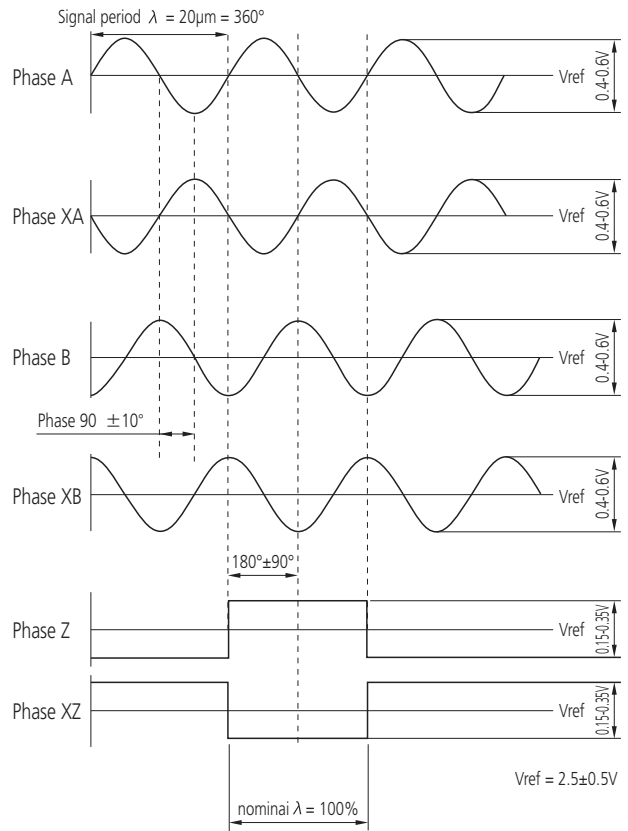 Signal period λ = 20μm = 360°
Phase A
Vref
0.4-0.6V
Phase XA
Vref
0.4-0.6V
Phase B
Vref
0.4-0.6V
Phase 90 ±10°
Phase XB
Vref
0.4-0.6V
180°±90°
Phase Z
Vref
0.15-0.35V
Phase XZ
Vref
0.15-0.35V
Vref = 2.5±0.5V
nominai λ = 100%